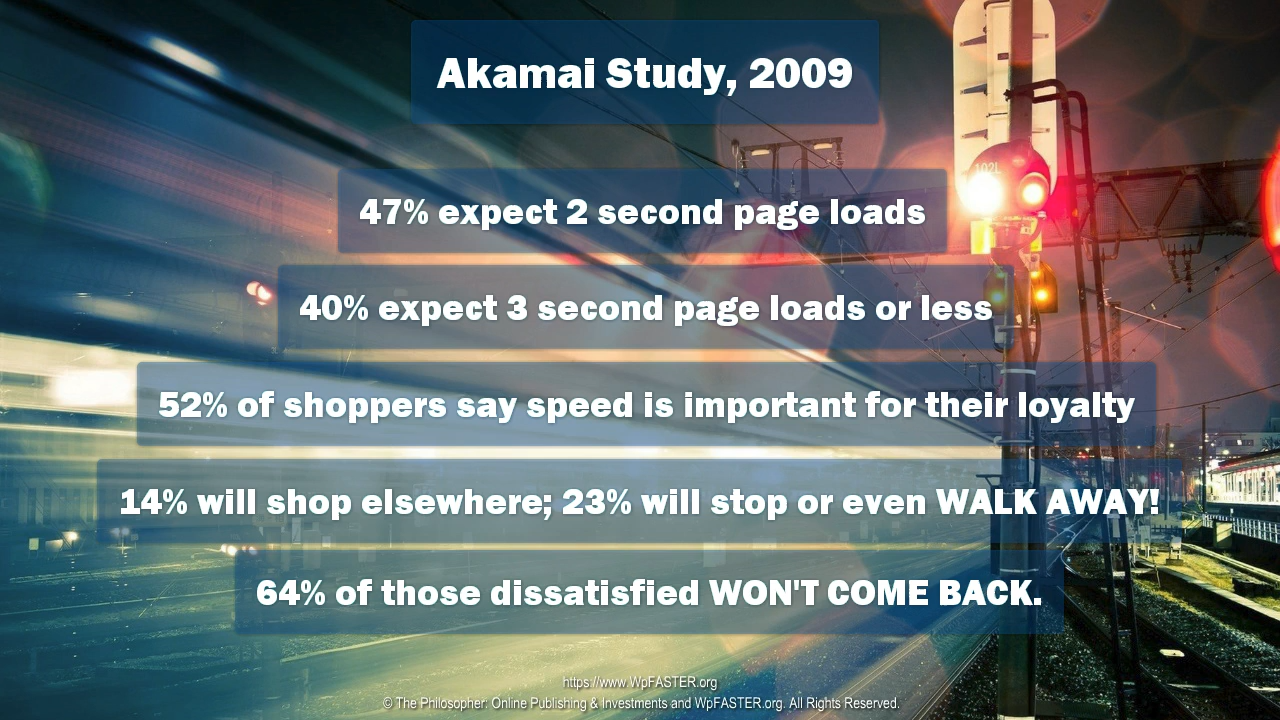 Akamai Study, 2009
47% expect 2 second page loads
40% expect 3 second page loads or less
52% of shoppers say speed is important for their loyalty
14% will shop elsewhere; 23% will stop or even WALK AWAY!
64% of those dissatisfied WON'T COME BACK.
https://www.WpFASTER.org
© The Philosopher: Online Publishing & Investments and WpFASTER.org. All Rights Reserved.
102L